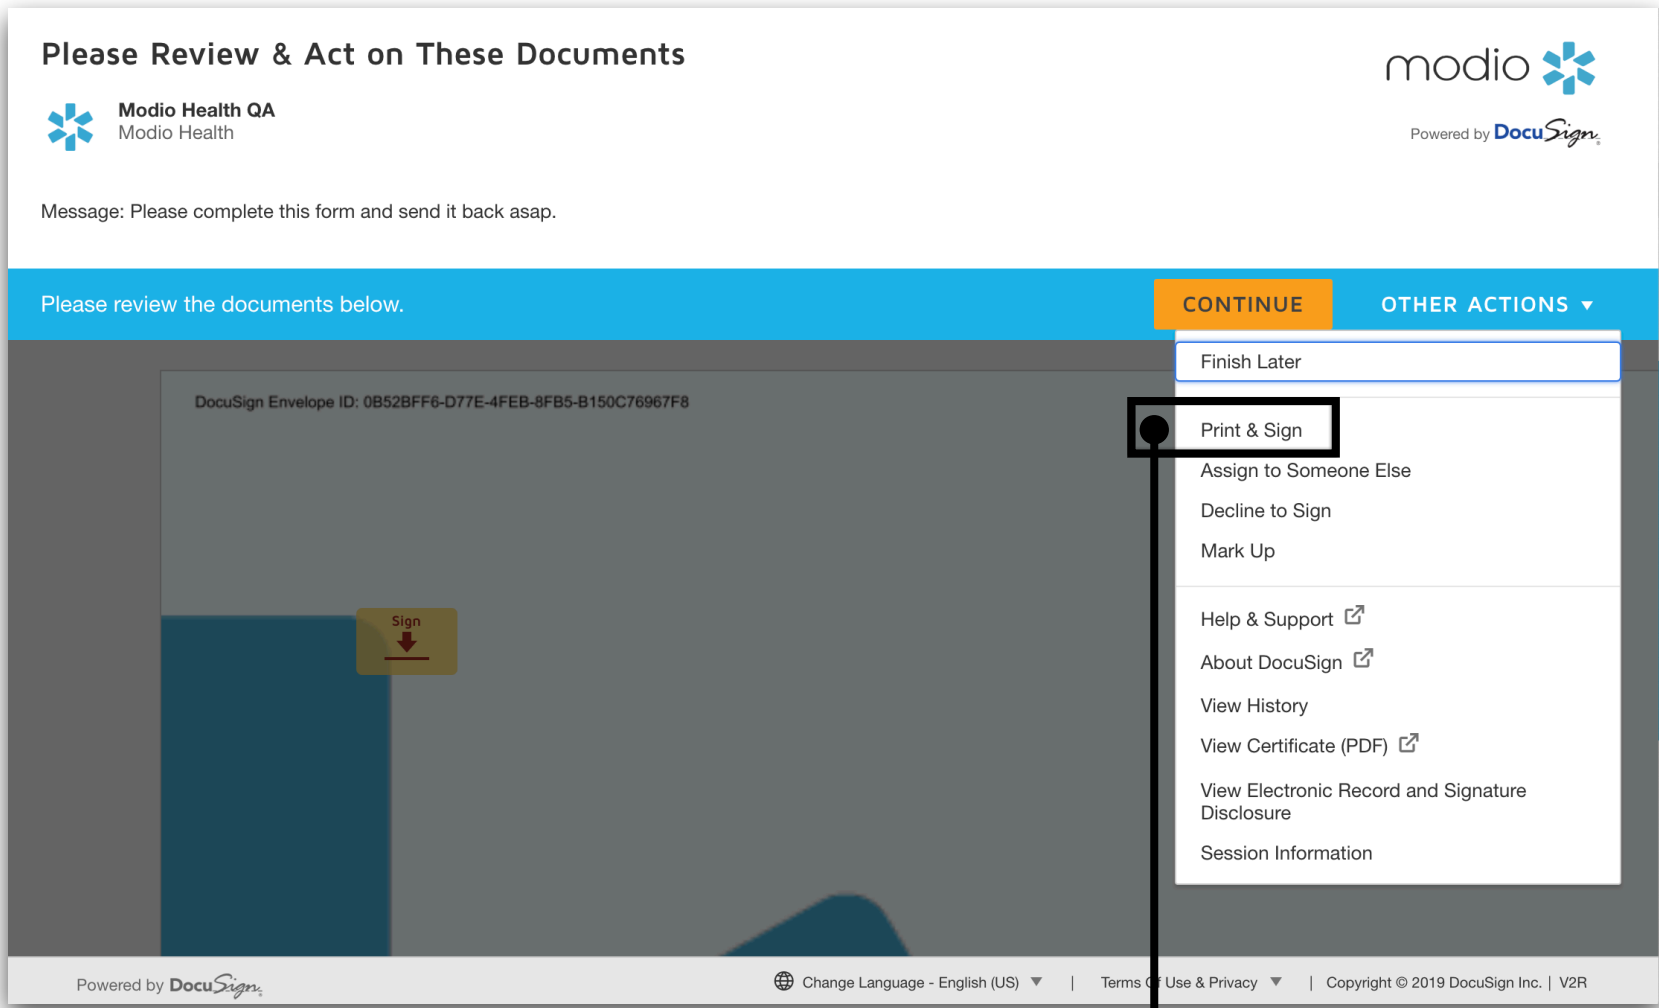 Please Review & Act on These Documents
modio
Modio Health QA
Modio Health
Powered by DocuSign
Message: Please complete this form and send it back asap.
Please review the documents below.
CONTINUE
OTHER ACTIONS
Finish Later
DocuSign Envelope ID: 0B52BFF6-D77E-4FEB-8FB5-B150C76967F8
Print & Sign
Assign to Someone Else
Decline to Sign
Mark Up
Sign
Help & Support
About DocuSign
View History
View Certificate (PDF)
View Electronic Record and Signature
Disclosure
Session Information
Powered by DocuSign
Change Language - English (US) | Terms Of Use & Privacy | Copyright © 2019 DocuSign Inc. | V2R